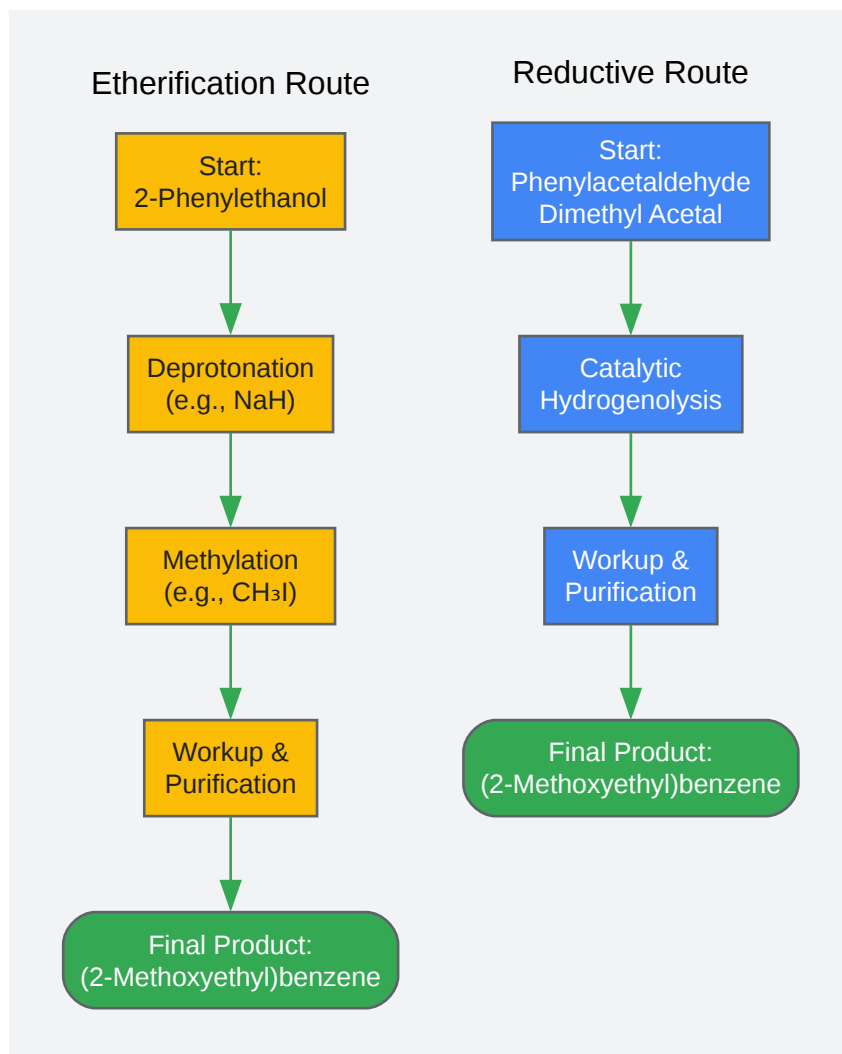 Etherification Route
Start:
2-Phenylethanol
Deprotonation
(e.g., NaH)
Methylation
(e.g., CH₃I)
Workup &
Purification
Final Product:
(2-Methoxyethyl)benzene
Reductive Route
Start:
Phenylacetaldehyde
Dimethyl Acetal
Catalytic
Hydrogenolysis
Workup &
Purification
Final Product:
(2-Methoxyethyl)benzene